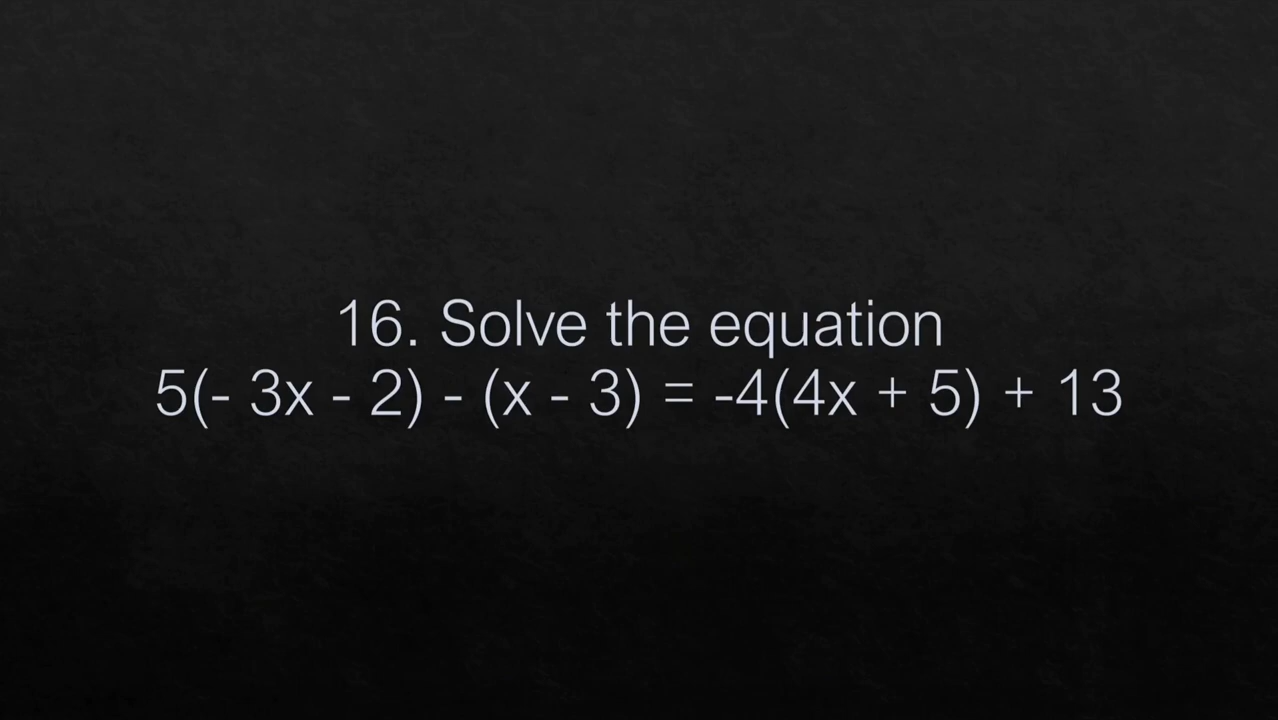 16. Solve the equation
5(- 3x - 2) - (x - 3) = -4(4x + 5) + 13